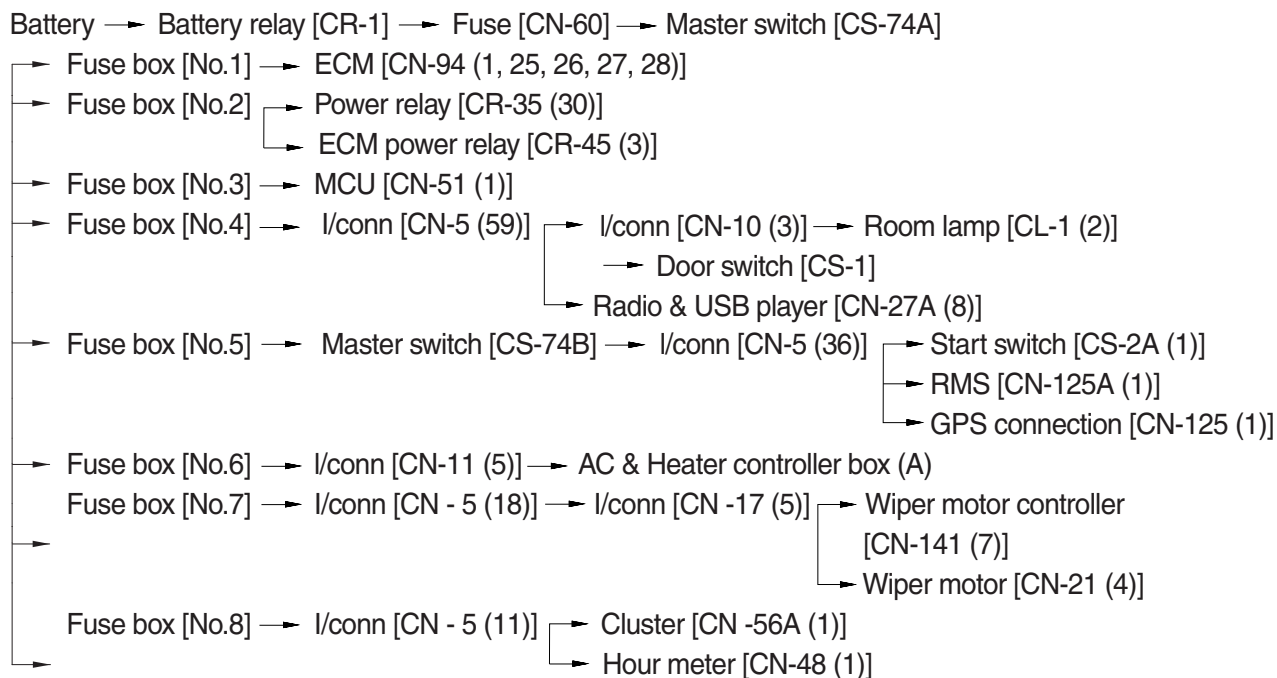 Battery → Battery relay [CR-1] → Fuse [CN-60] → Master switch [CS-74A]
Fuse box [No.1] → ECM [CN-94 (1, 25, 26, 27, 28)]
Fuse box [No.2] → Power relay [CR-35 (30)]
→ ECM power relay [CR-45 (3)]
Fuse box [No.3] → MCU [CN-51 (1)]
Fuse box [No.4] → I/conn [CN-5 (59)] → I/conn [CN-10 (3)] → Room lamp [CL-1 (2)]
→ Door switch [CS-1]
→ Radio & USB player [CN-27A (8)]
Fuse box [No.5] → Master switch [CS-74B] → I/conn [CN-5 (36)] → Start switch [CS-2A (1)]
→ RMS [CN-125A (1)]
→ GPS connection [CN-125 (1)]
Fuse box [No.6] → I/conn [CN-11 (5)] → AC & Heater controller box (A)
Fuse box [No.7] → I/conn [CN - 5 (18)] → I/conn [CN -17 (5)] → Wiper motor controller
[CN-141 (7)]
→ Wiper motor [CN-21 (4)]
Fuse box [No.8] → I/conn [CN - 5 (11)] → Cluster [CN -56A (1)]
→ Hour meter [CN-48 (1)]